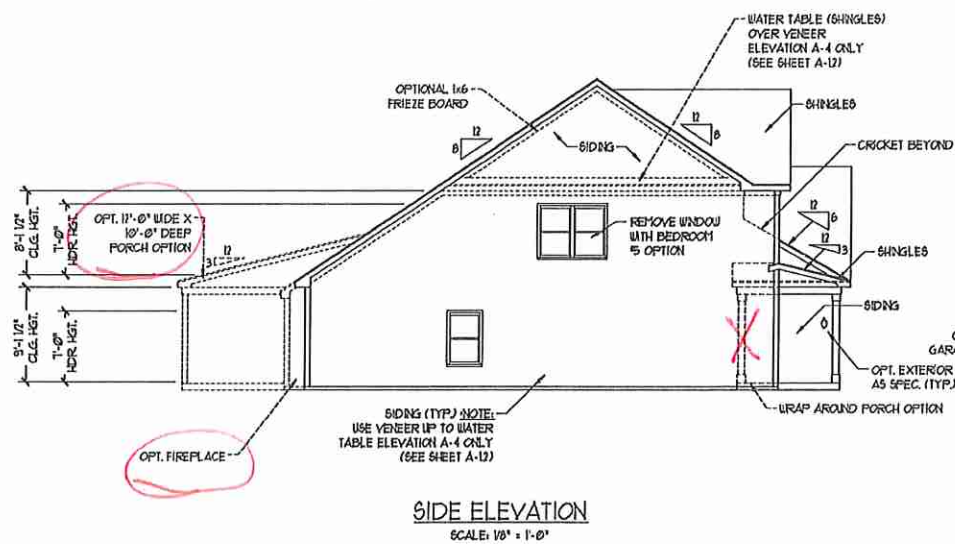 WATER TABLE (SHINGLES)
OVER VENEER
ELEVATION A-4 ONLY
(SEE SHEET A-12)
OPTIONAL 1x6
FRIEZE BOARD
12
8
12
8
SIDING
SHINGLES
CRICKET BEYOND
8'-1 1/2"
CLG. HGT.
7'-0"
HDR. HGT.
OPT. 12'-0" WIDE X
10'-0" DEEP
PORCH OPTION
12
3
REMOVE WINDOW
WITH BEDROOM
5 OPTION
12
6
12
3
SHINGLES
SIDING
9'-1 1/2"
CLG. HGT.
7'-0"
HDR. HGT.
GARA
OPT. EXTERIOR
AS SPEC. (TYP.)
WRAP AROUND PORCH OPTION
SIDING (TYP.) NOTE:
USE VENEER UP TO WATER
TABLE ELEVATION A-4 ONLY
(SEE SHEET A-12)
OPT. FIREPLACE
SIDE ELEVATION
SCALE: 1/8" = 1'-0"